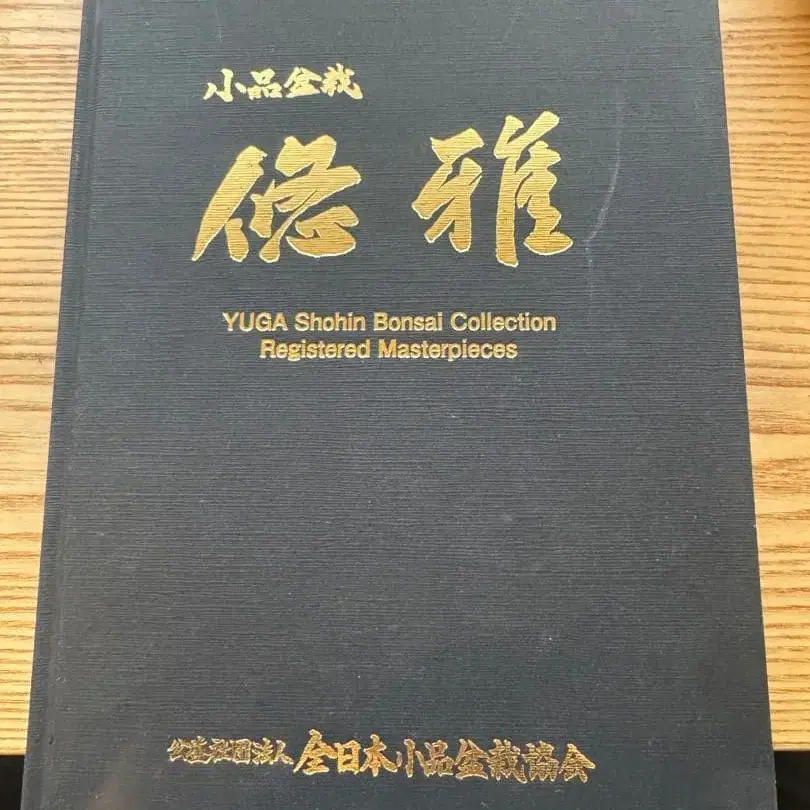 小品盆栽
悠雅
YUGA Shohin Bonsai Collection
Registered Masterpieces
公益社団法人 全日本小品盆栽協会